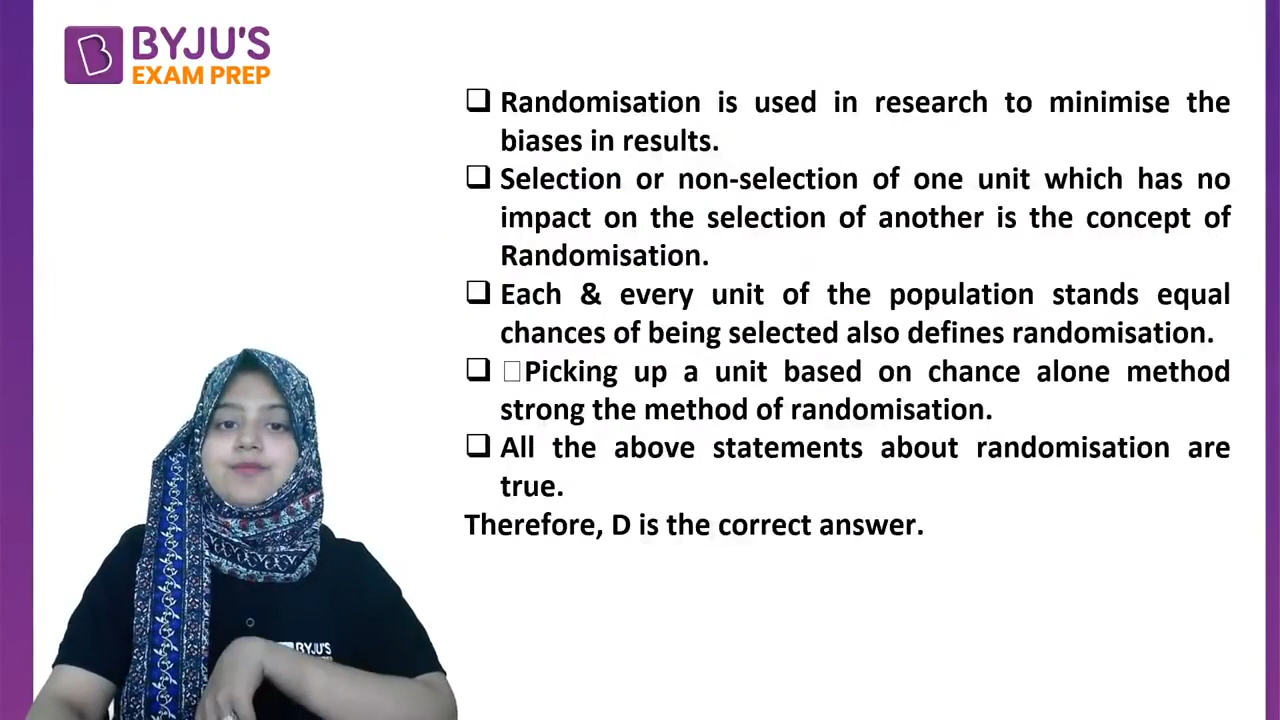 BYJU'S
EXAM PREP
Randomisation is used in research to minimise the
biases in results.
Selection or non-selection of one unit which has no
impact on the selection of another is the concept of
Randomisation.
Each & every unit of the population stands equal
chances of being selected also defines randomisation.
Picking up a unit based on chance alone method
strong the method of randomisation.
All the above statements about randomisation are
true.
Therefore, D is the correct answer.
BYJU'S